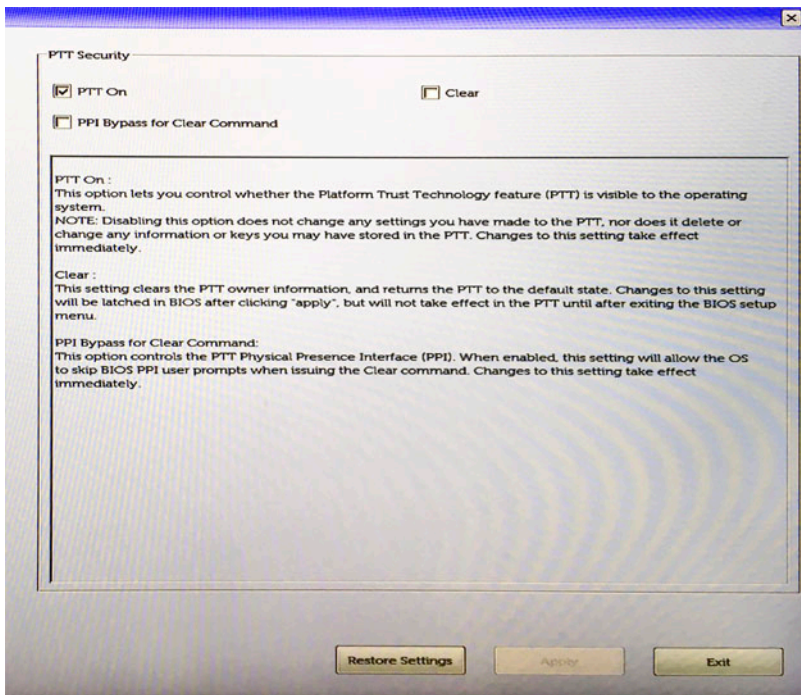 PTT Security
PTT On
Clear
PPI Bypass for Clear Command
PTT On :
This option lets you control whether the Platform Trust Technology feature (PTT) is visible to the operating
system.
NOTE: Disabling this option does not change any settings you have made to the PTT, nor does it delete or
change any information or keys you may have stored in the PTT. Changes to this setting take effect
immediately.
Clear :
This setting clears the PTT owner information, and returns the PTT to the default state. Changes to this setting
will be latched in BIOS after clicking "apply", but will not take effect in the PTT until after exiting the BIOS setup
menu.
PPI Bypass for Clear Command:
This option controls the PTT Physical Presence Interface (PPI). When enabled, this setting will allow the OS
to skip BIOS PPI user prompts when issuing the Clear command. Changes to this setting take effect
immediately.
Restore Settings
Apply
Exit